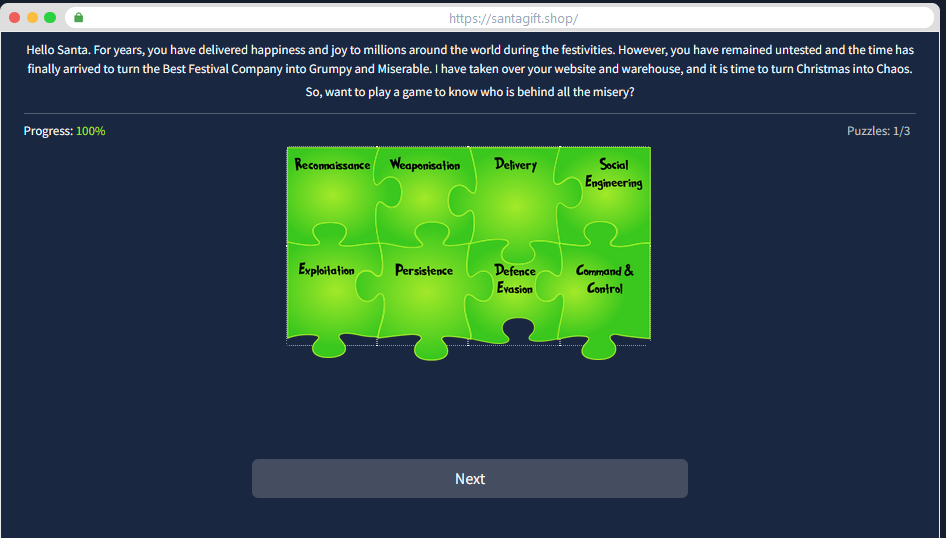 https://santagift.shop/
Hello Santa. For years, you have delivered happiness and joy to millions around the world during the festivities. However, you have remained untested and the time has
finally arrived to turn the Best Festival Company into Grumpy and Miserable. I have taken over your website and warehouse, and it is time to turn Christmas into Chaos.
So, want to play a game to know who is behind all the misery?
Progress: 100%
Puzzles: 1/3
Reconnaissance
Weaponisation
Delivery
Social
Engineering
Exploitation
Persistence
Defence
Evasion
Command &
Control
Next